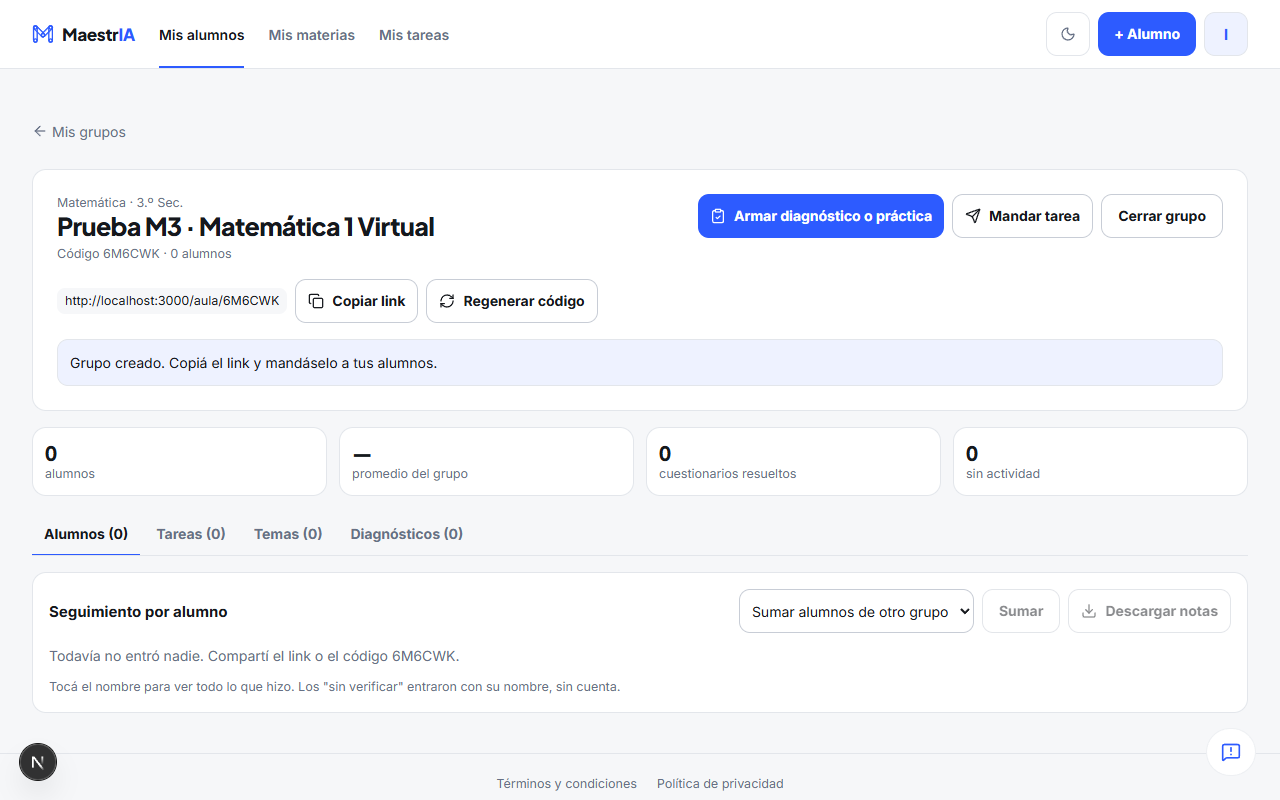 MaestrIA
Mis alumnos
Mis materias
Mis tareas
+ Alumno
I
Mis grupos
Matemática · 3.º Sec.
Prueba M3 · Matemática 1 Virtual
Código 6M6CWK · 0 alumnos
Armar diagnóstico o práctica
Mandar tarea
Cerrar grupo
http://localhost:3000/aula/6M6CWK
Copiar link
Regenerar código
Grupo creado. Copiá el link y mandáselo a tus alumnos.
0
alumnos
—
promedio del grupo
0
cuestionarios resueltos
0
sin actividad
Alumnos (0)
Tareas (0)
Temas (0)
Diagnósticos (0)
Seguimiento por alumno
Sumar alumnos de otro grupo
Sumar
Descargar notas
Todavía no entró nadie. Compartí el link o el código 6M6CWK.
Tocá el nombre para ver todo lo que hizo. Los "sin verificar" entraron con su nombre, sin cuenta.
N
Términos y condiciones
Política de privacidad